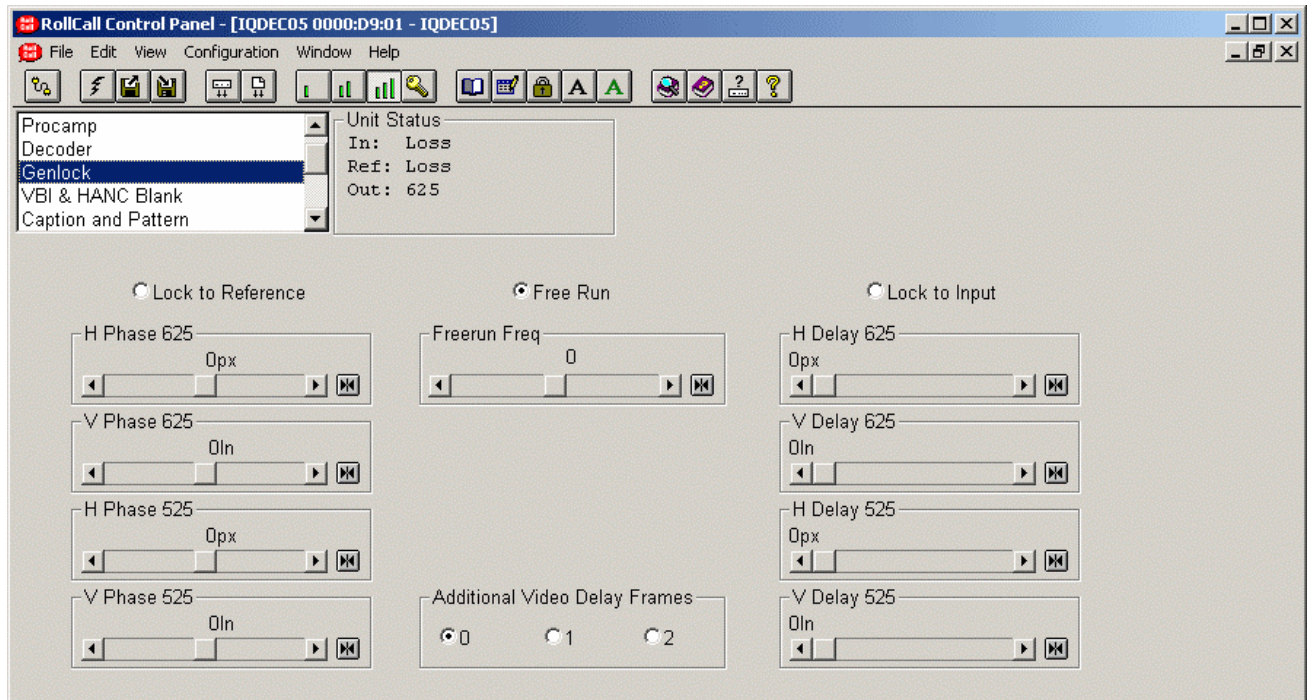 RollCall Control Panel - [IQDEC05 0000:D9:01 - IQDEC05]
File Edit View Configuration Window Help
A A
Procamp
Decoder
Genlock
VBI & HANC Blank
Caption and Pattern
Unit Status
In: Loss
Ref: Loss
Out: 625
Lock to Reference
Free Run
Lock to Input
H Phase 625
0px
Freerun Freq
0
H Delay 625
0px
V Phase 625
0ln
V Delay 625
0ln
H Phase 525
0px
H Delay 525
0px
V Phase 525
0ln
Additional Video Delay Frames
0 1 2
V Delay 525
0ln